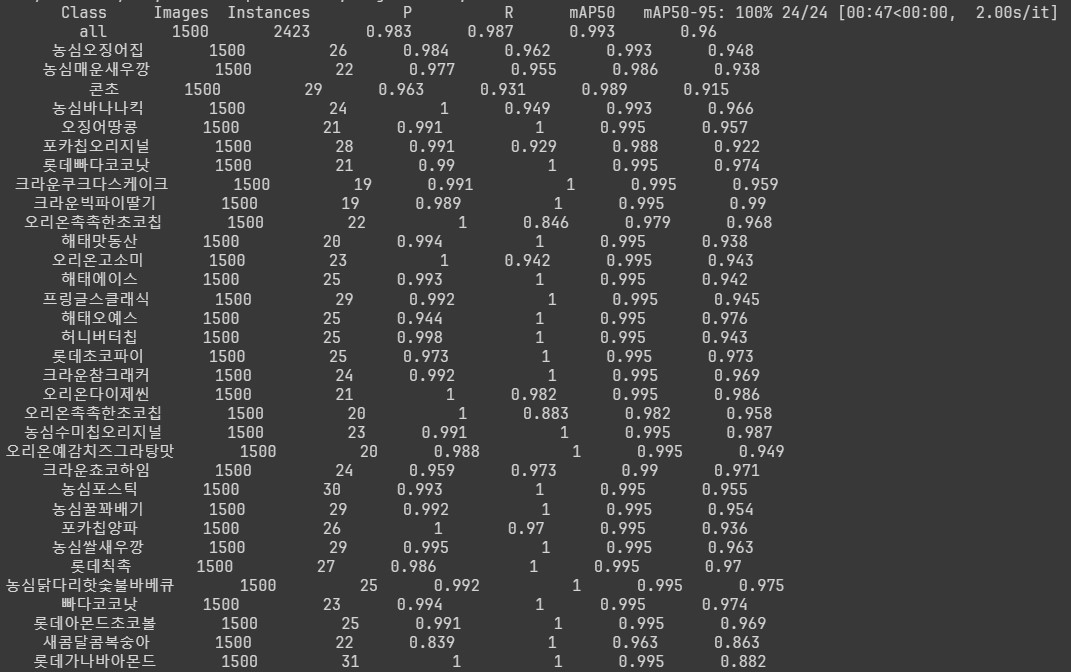 Class Images Instances P R mAP50 mAP50-95: 100% 24/24 [00:47<00:00, 2.00s/it]
all 1500 2423 0.983 0.987 0.993 0.96
농심오징어집 1500 26 0.984 0.962 0.993 0.948
농심매운새우깡 1500 22 0.977 0.955 0.986 0.938
콘초 1500 29 0.963 0.931 0.989 0.915
농심바나나킥 1500 24 1 0.949 0.993 0.966
오징어땅콩 1500 21 0.991 1 0.995 0.957
포카칩오리지널 1500 28 0.991 0.929 0.988 0.922
롯데빠다코코낫 1500 21 0.99 1 0.995 0.974
크라운쿠크다스케이크 1500 19 0.991 1 0.995 0.959
크라운빅파이딸기 1500 19 0.989 1 0.995 0.99
오리온촉촉한초코칩 1500 22 1 0.846 0.979 0.968
해태맛동산 1500 20 0.994 1 0.995 0.938
오리온고소미 1500 23 1 0.942 0.995 0.943
해태에이스 1500 25 0.993 1 0.995 0.942
프링글스클래식 1500 29 0.992 1 0.995 0.945
해태오예스 1500 25 0.944 1 0.995 0.976
허니버터칩 1500 25 0.998 1 0.995 0.943
롯데초코파이 1500 25 0.973 1 0.995 0.973
크라운참크래커 1500 24 0.992 1 0.995 0.969
오리온다이제씬 1500 21 1 0.982 0.995 0.986
오리온촉촉한초코칩 1500 20 1 0.883 0.982 0.958
농심수미칩오리지널 1500 23 0.991 1 0.995 0.987
오리온예감치즈그라탕맛 1500 20 0.988 1 0.995 0.949
크라운쵸코하임 1500 24 0.959 0.973 0.99 0.971
농심포스틱 1500 30 0.993 1 0.995 0.955
농심꿀꽈배기 1500 29 0.992 1 0.995 0.954
포카칩양파 1500 26 1 0.97 0.995 0.936
농심쌀새우깡 1500 29 0.995 1 0.995 0.963
롯데칙촉 1500 27 0.986 1 0.995 0.97
농심닭다리핫숯불바베큐 1500 25 0.992 1 0.995 0.975
빠다코코낫 1500 23 0.994 1 0.995 0.974
롯데아몬드초코볼 1500 25 0.991 1 0.995 0.969
새콤달콤복숭아 1500 22 0.839 1 0.963 0.863
롯데가나바아몬드 1500 31 1 1 0.995 0.882